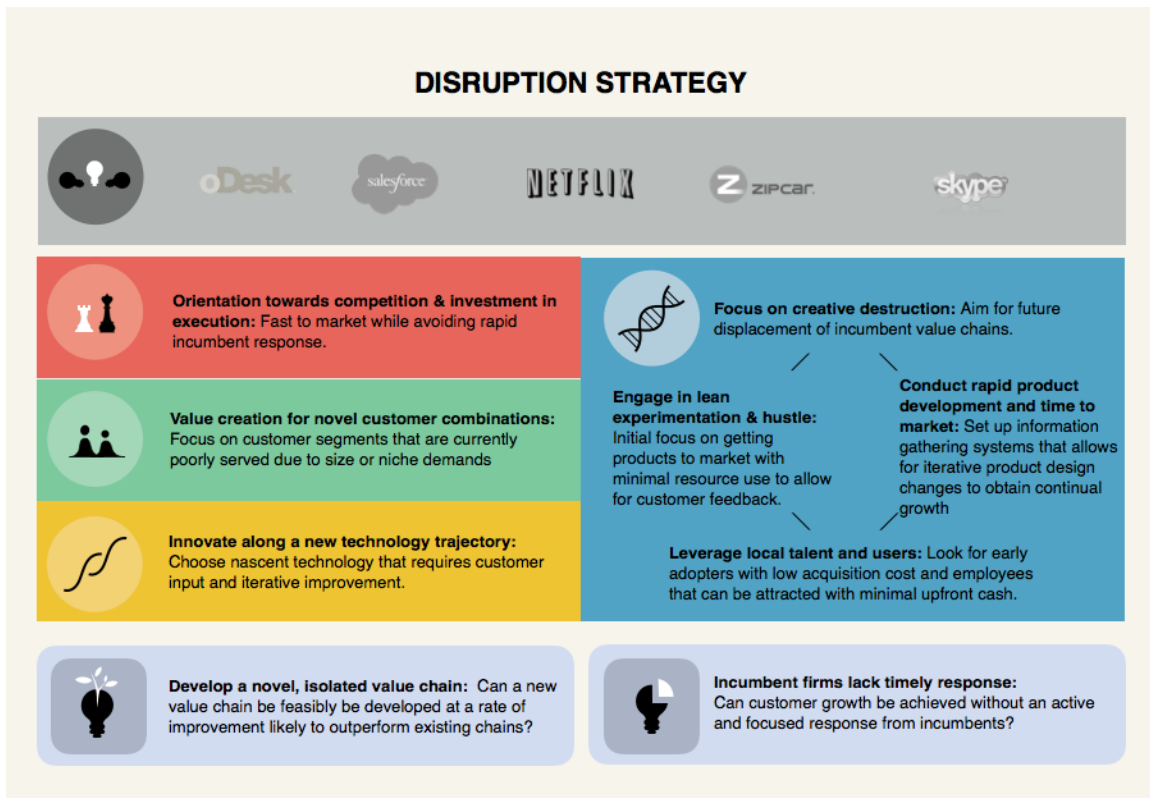 DISRUPTION STRATEGY
oDesk
salesforce
NETFLIX
Z ZIPCAR.
skype
Orientation towards competition & investment in
execution: Fast to market while avoiding rapid
incumbent response.
Value creation for novel customer combinations:
Focus on customer segments that are currently
poorly served due to size or niche demands
Innovate along a new technology trajectory:
Choose nascent technology that requires customer
input and iterative improvement.
Focus on creative destruction: Aim for future
displacement of incumbent value chains.
Engage in lean
experimentation & hustle:
Initial focus on getting
products to market with
minimal resource use to allow
for customer feedback.
Conduct rapid product
development and time to
market: Set up information
gathering systems that allows
for iterative product design
changes to obtain continual
growth
Leverage local talent and users: Look for early
adopters with low acquisition cost and employees
that can be attracted with minimal upfront cash.
Develop a novel, isolated value chain: Can a new
value chain be feasibly be developed at a rate of
improvement likely to outperform existing chains?
Incumbent firms lack timely response:
Can customer growth be achieved without an active
and focused response from incumbents?